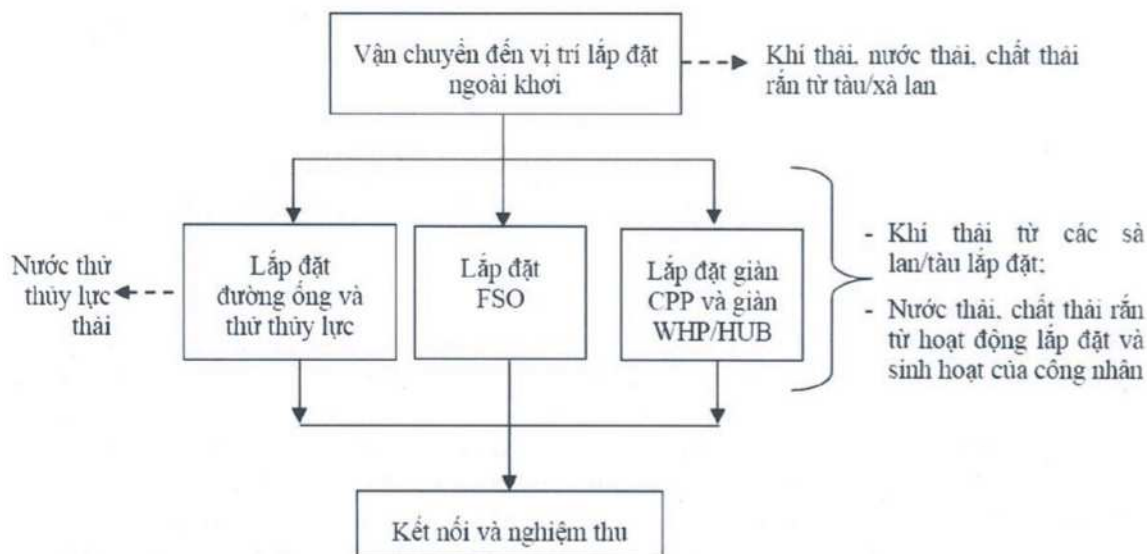 Vận chuyển đến vị trí lắp đặt
ngoài khơi
Khí thải, nước thải, chất thải
rắn từ tàu/xà lan
Nước thử
thủy lực
thải
Lắp đặt
đường ống và
thử thủy lực
Lắp đặt
FSO
Lắp đặt giàn
CPP và giàn
WHP/HUB
- Khí thải từ các sà
lan/tàu lắp đặt;
- Nước thải, chất thải rắn
từ hoạt động lắp đặt và
sinh hoạt của công nhân
Kết nối và nghiệm thu